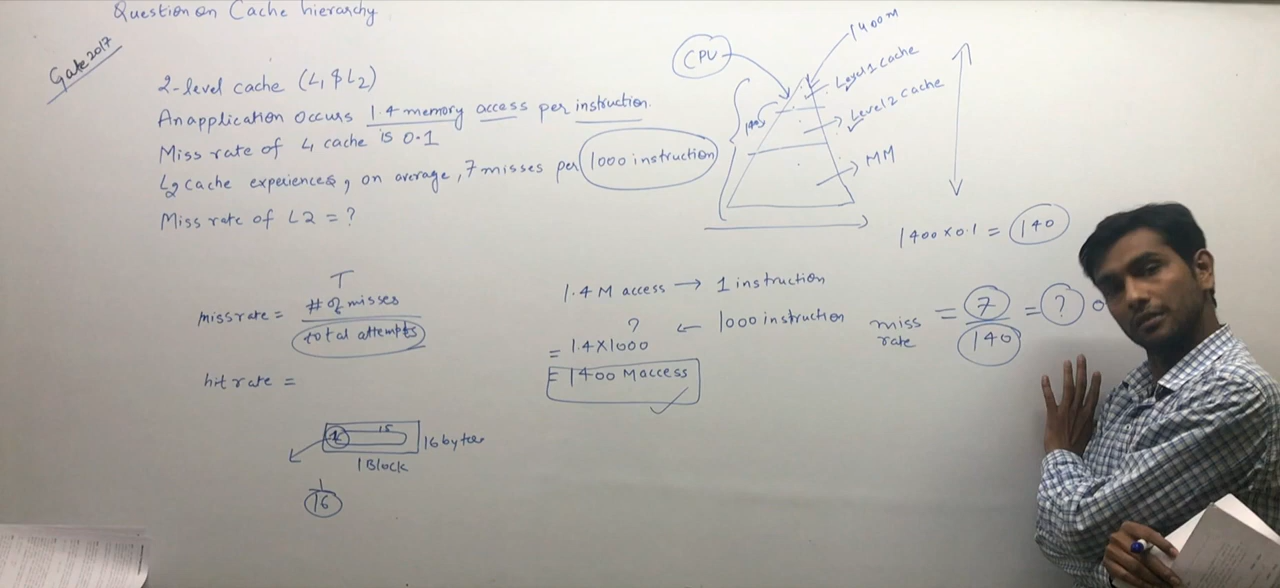 Question on Cache hierarchy
Gate 2017
2-level cache (L1 & L2)
An application occurs 1.4 memory access per instruction.
Miss rate of L1 cache is 0.1
L2 cache experiences, on average, 7 misses per 1000 instruction
Miss rate of L2 = ?
CPU
1400M
Level 1 cache
Level 2 cache
140
MM
1400 x 0.1 = 140
T
miss rate = # of misses
total attempts
hit rate =
1.4 M access → 1 instruction
? ← 1000 instruction
= 1.4 X 1000
= 1400 M access
miss rate = 7 / 140 = ? 0
15
16 bytes
1 Block
1
16